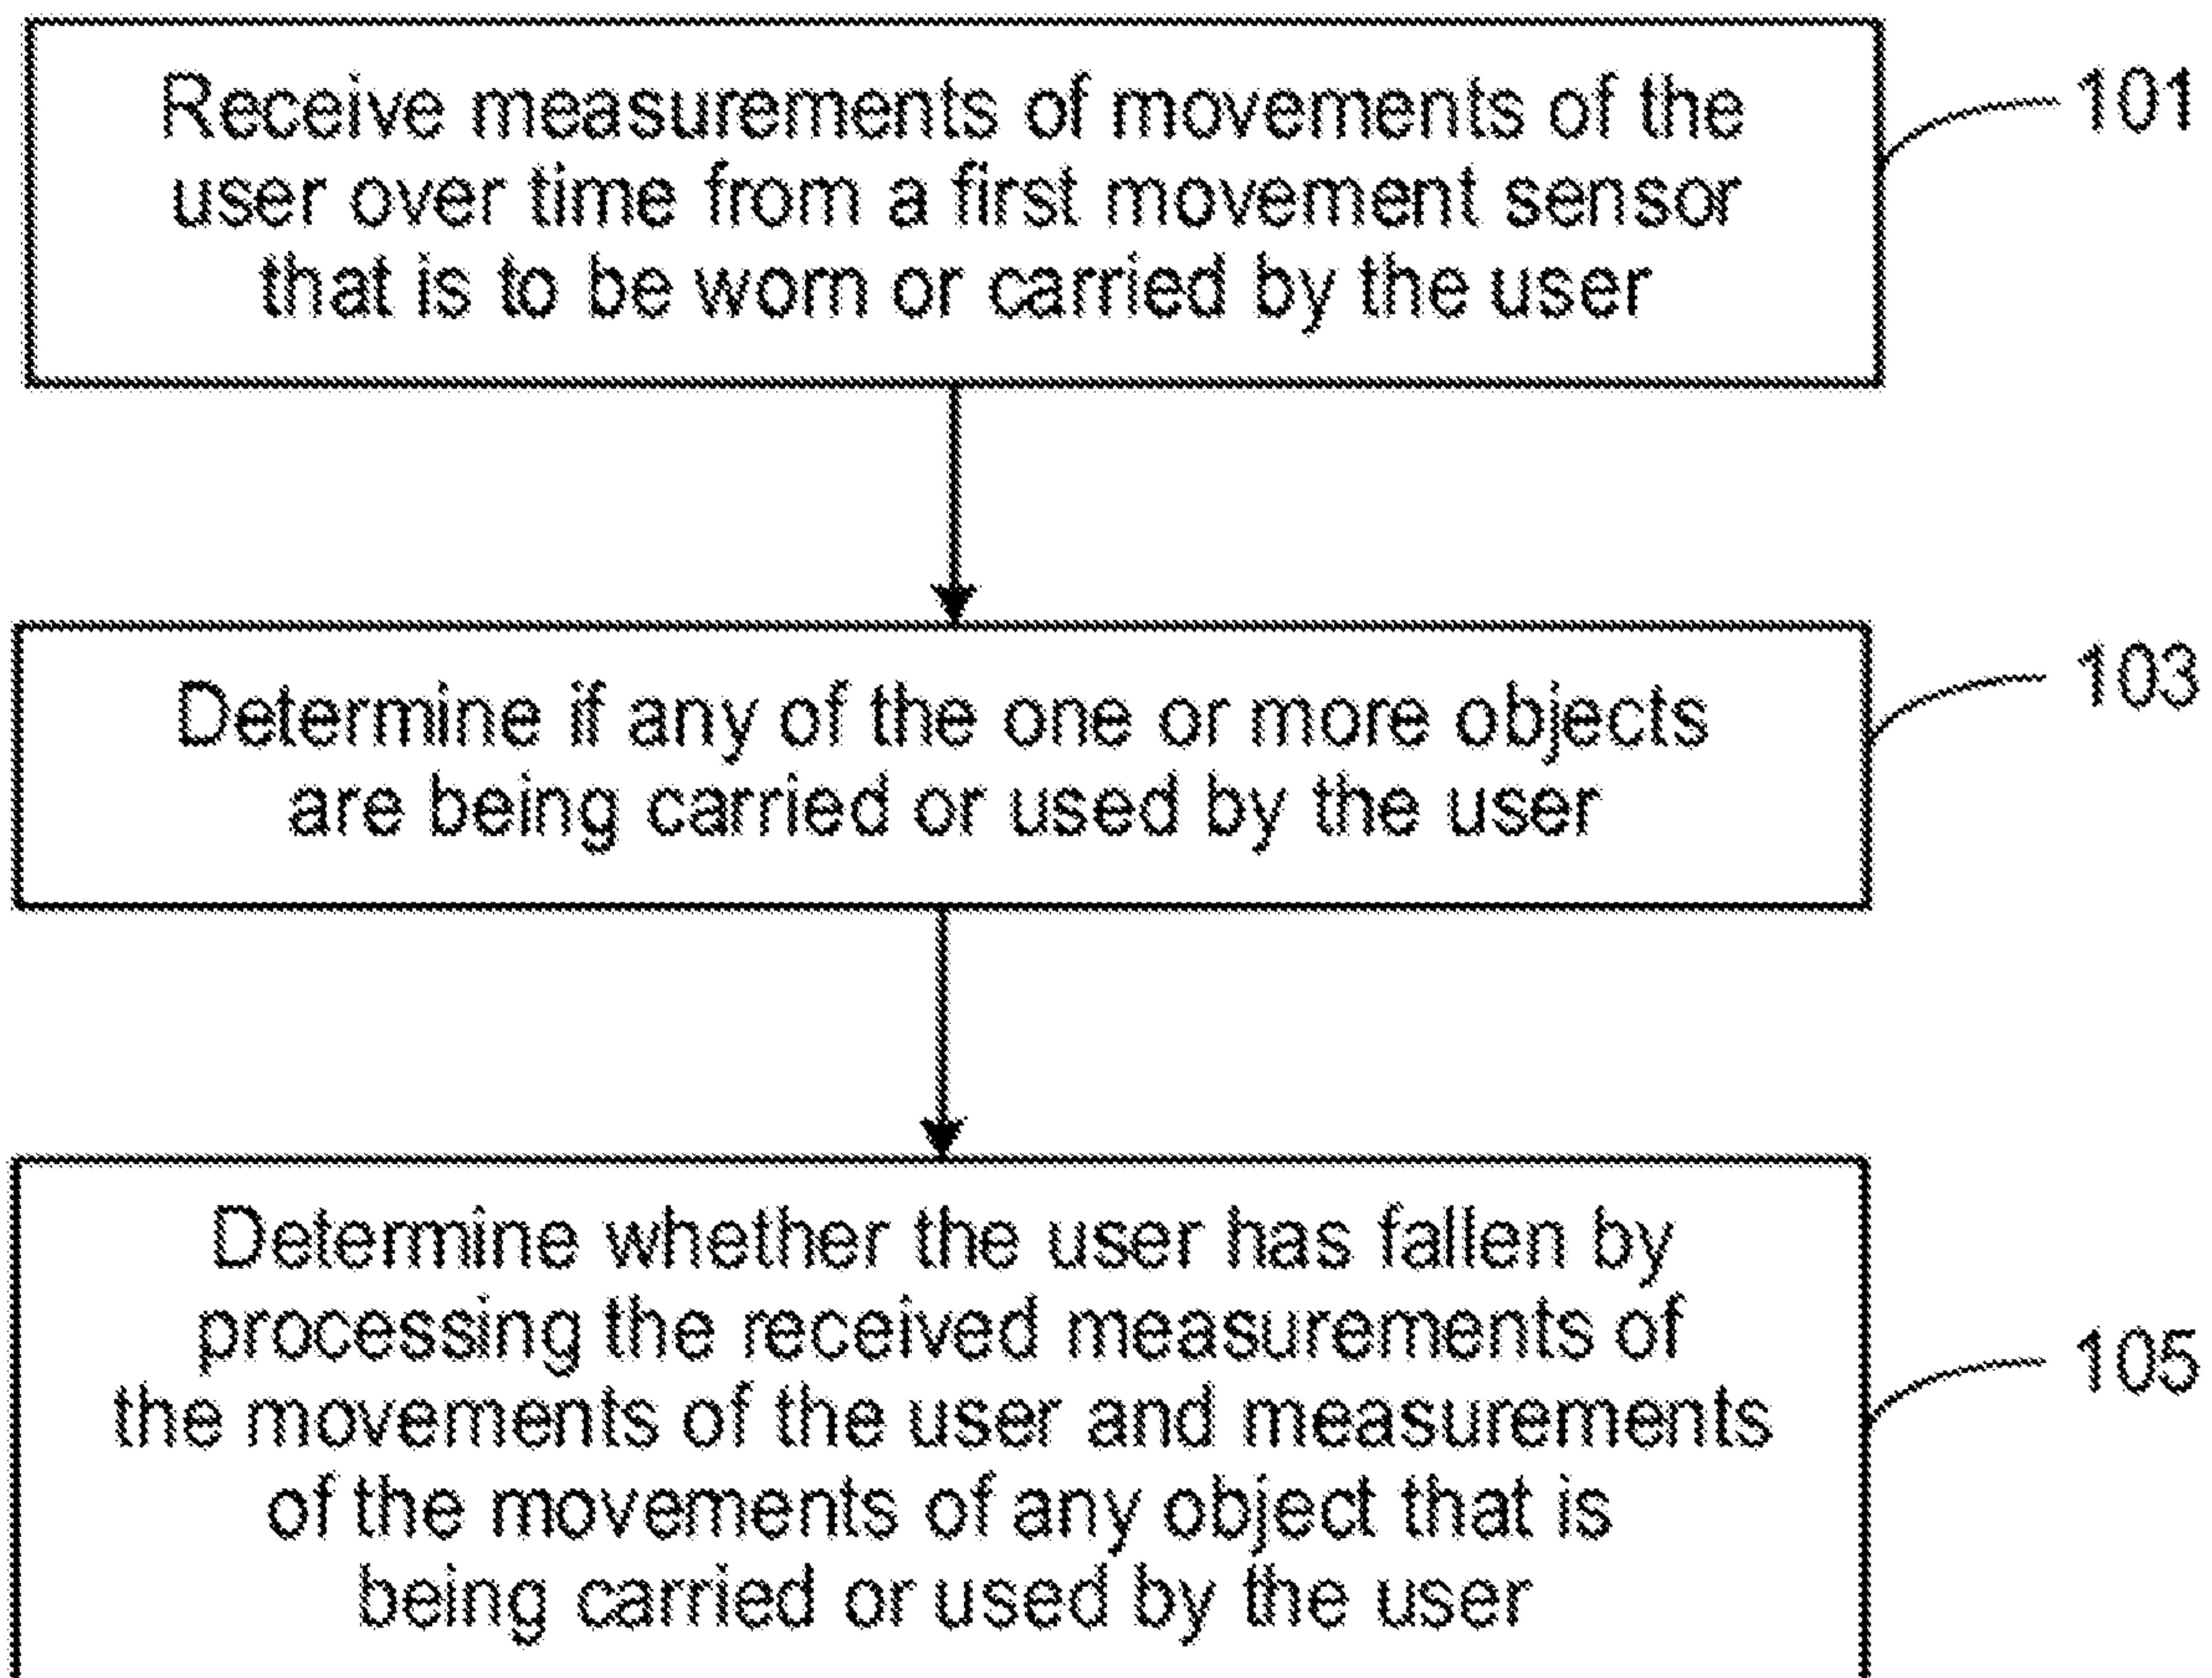 Receive measurements of movements of the
user over time from a first movement sensor
that is to be worn or carried by the user
101
Determine if any of the one or more objects
are being carried or used by the user
103
Determine whether the user has fallen by
processing the received measurements of
the movements of the user and measurements
of the movements of any object that is
being carried or used by the user
105